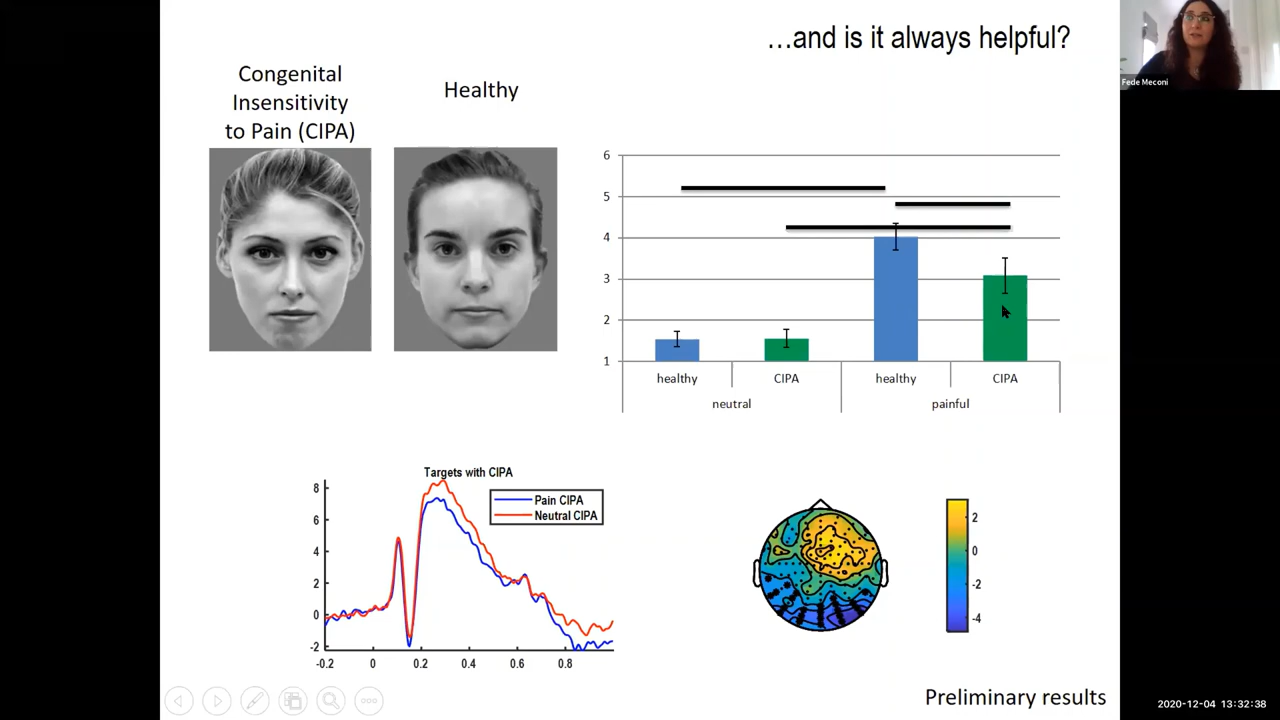 …and is it always helpful?
Fede Meconi
Congenital
Insensitivity
to Pain (CIPA)
Healthy
6
5
4
3
2
1
healthy
CIPA
healthy
CIPA
neutral
painful
Targets with CIPA
Pain CIPA
Neutral CIPA
8
6
4
2
0
-2
-0.2
0
0.2
0.4
0.6
0.8
2
0
-2
-4
Preliminary results
2020-12-04 13:32:38